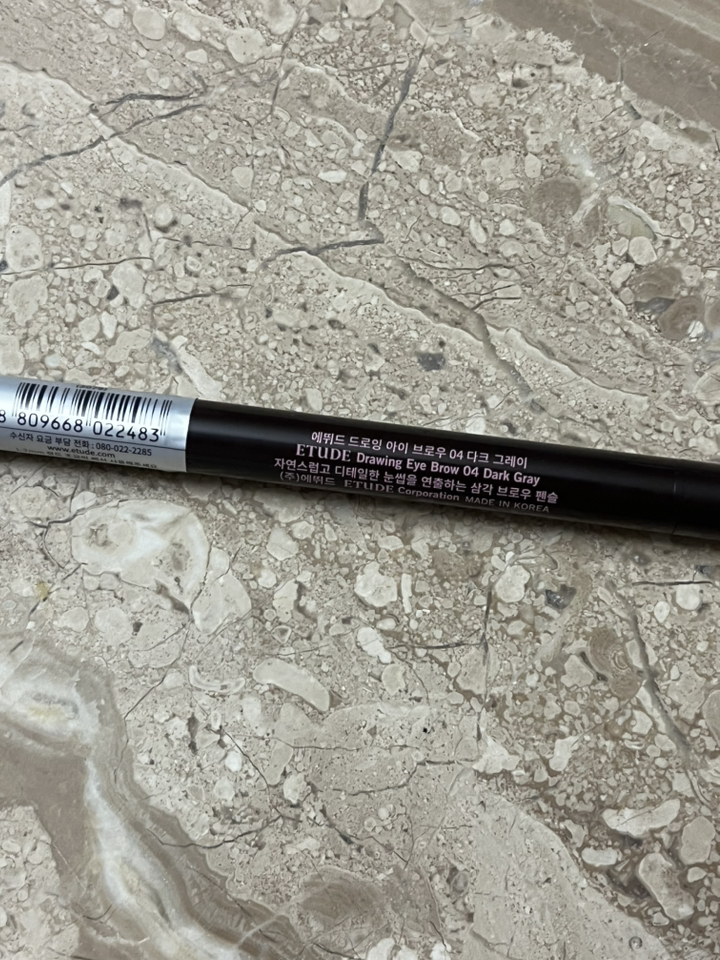 8 809668 022483
수신자 요금 부담 전화 : 080-022-2285
www.etude.com
에뛰드 드로잉 아이 브로우 04 다크 그레이
ETUDE Drawing Eye Brow 04 Dark Gray
자연스럽고 디테일한 눈썹을 연출하는 삼각 브로우 펜슬
(주)에뛰드 ETUDE Corporation MADE IN KOREA